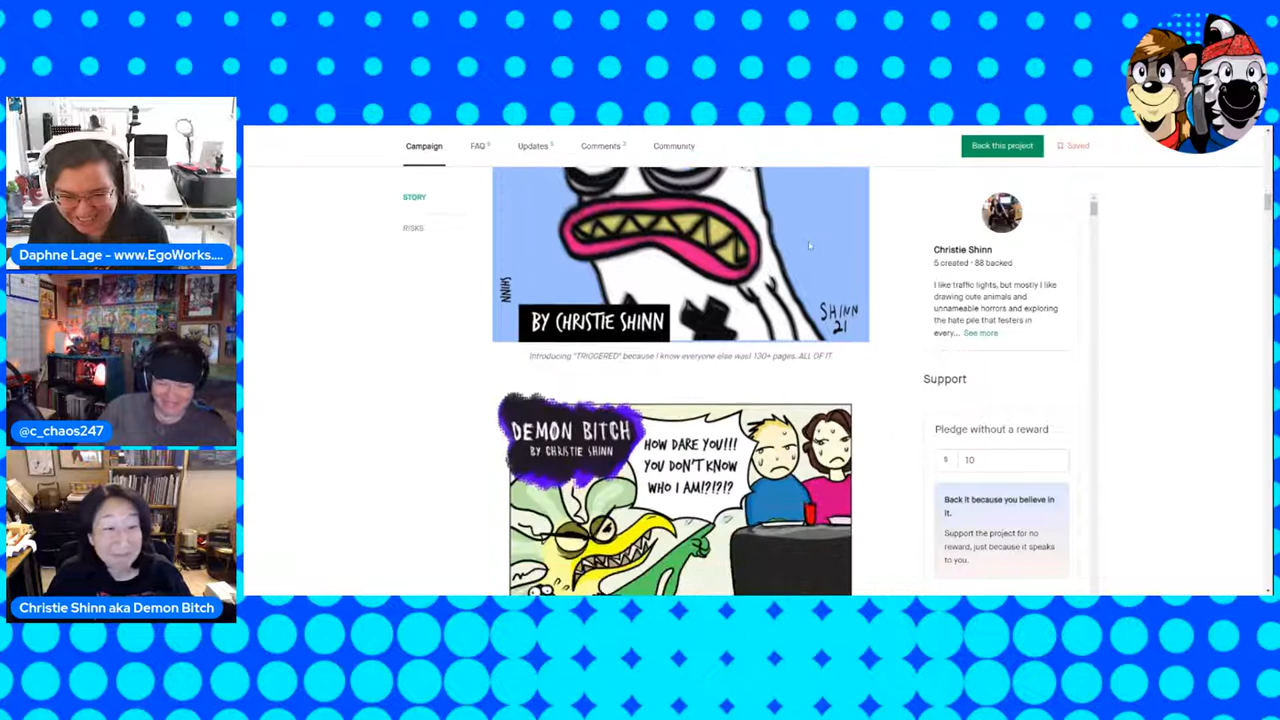 Campaign
FAQ 6
Updates 5
Comments 2
Community
Back this project
Saved
STORY
RISKS
SHINN
BY CHRISTIE SHINN
SHINN
21
Introducing "TRIGGERED" because I know everyone else was! 130+ pages. ALL OF IT.
Christie Shinn
5 created · 88 backed
I like traffic lights, but mostly I like
drawing cute animals and
unnameable horrors and exploring
the hate pile that festers in
every... See more
Support
Pledge without a reward
$ 10
Back it because you believe in
it.
Support the project for no
reward, just because it speaks
to you.
DEMON BITCH
BY CHRISTIE SHINN
HOW DARE YOU!!!
YOU DON'T KNOW
WHO I AM!?!?!?
Daphne Lage - www.EgoWorks....
@c_chaos247
Christie Shinn aka Demon Bitch